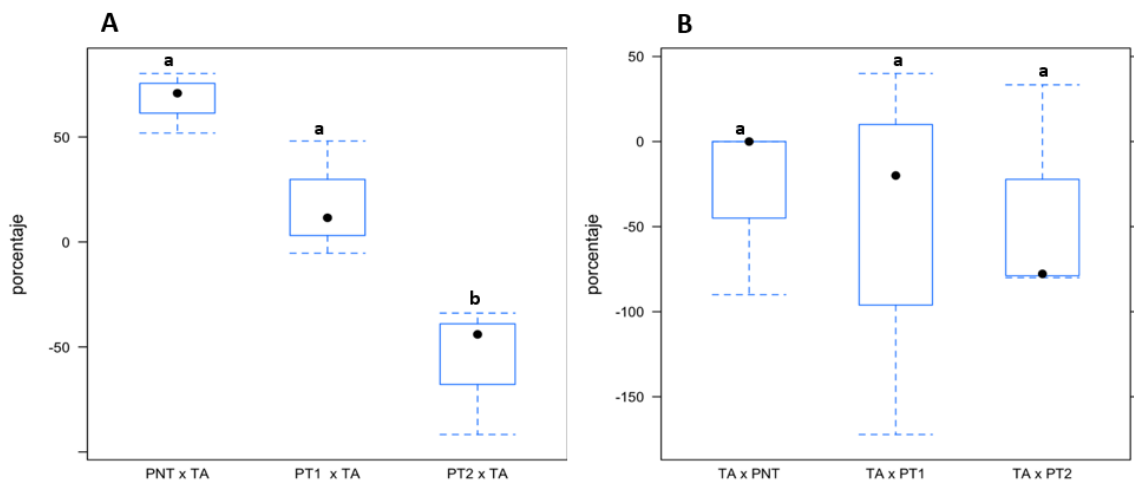 A
a
a
b
50
0
-50
porcentaje
PNT x TA
PT1 x TA
PT2 x TA
B
a
a
a
50
0
-50
-100
-150
porcentaje
TA x PNT
TA x PT1
TA x PT2